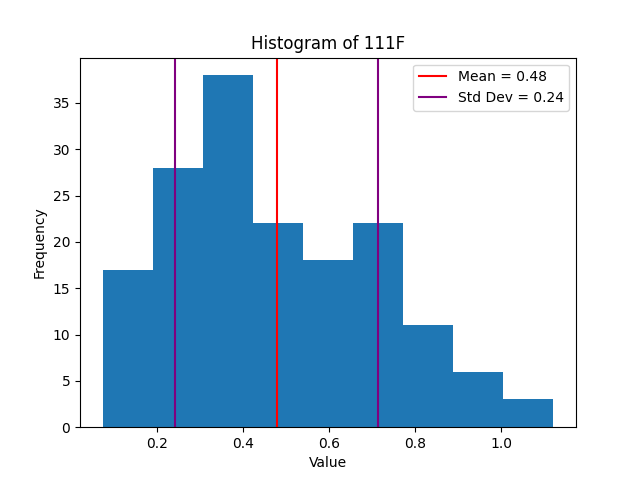 Histogram of 111F
Mean = 0.48
Std Dev = 0.24
Frequency
35
30
25
20
15
10
5
0
0.2 0.4 0.6 0.8 1.0
Value